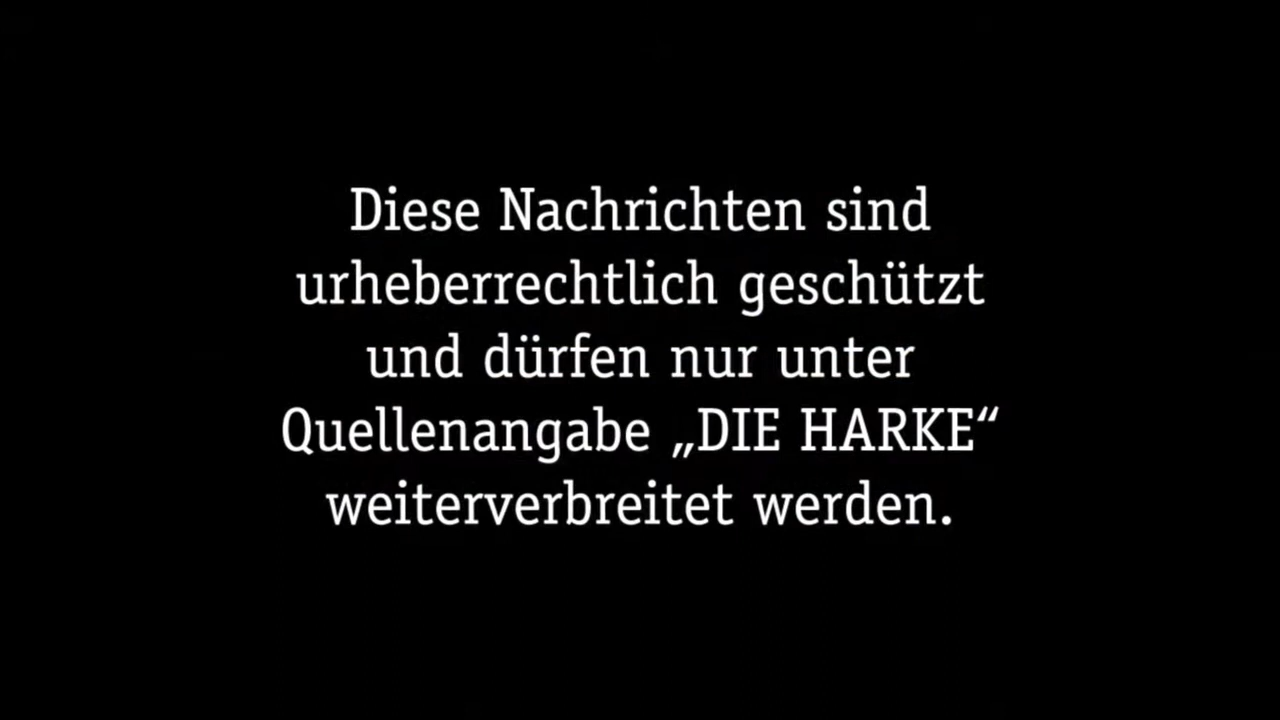 Diese Nachrichten sind
urheberrechtlich geschützt
und dürfen nur unter
Quellenangabe „DIE HARKE“
weiterverbreitet werden.